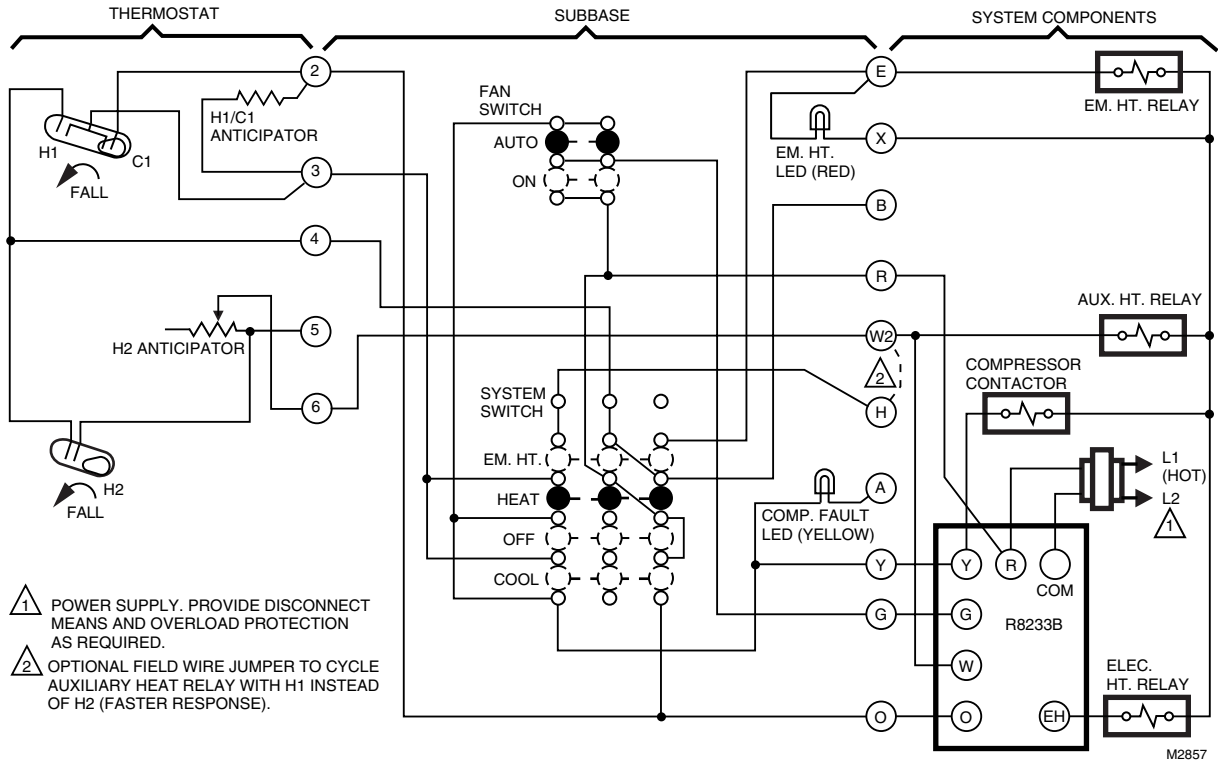 THERMOSTAT
SUBBASE
SYSTEM COMPONENTS
2
E
EM. HT. RELAY
FAN
SWITCH
H1/C1
ANTICIPATOR
AUTO
H1
C1
X
EM. HT.
LED (RED)
3
FALL
ON
B
4
R
AUX. HT. RELAY
5
H2 ANTICIPATOR
W2
2
COMPRESSOR
CONTACTOR
SYSTEM
SWITCH
6
H
EM. HT.
L1
(HOT)
H2
FALL
HEAT
A
L2
1
COMP. FAULT
LED (YELLOW)
OFF
Y
Y
R
COM
COOL
1
POWER SUPPLY. PROVIDE DISCONNECT
MEANS AND OVERLOAD PROTECTION
AS REQUIRED.
G
G
R8233B
2
OPTIONAL FIELD WIRE JUMPER TO CYCLE
AUXILIARY HEAT RELAY WITH H1 INSTEAD
OF H2 (FASTER RESPONSE).
W
ELEC.
HT. RELAY
O
O
EH
M2857